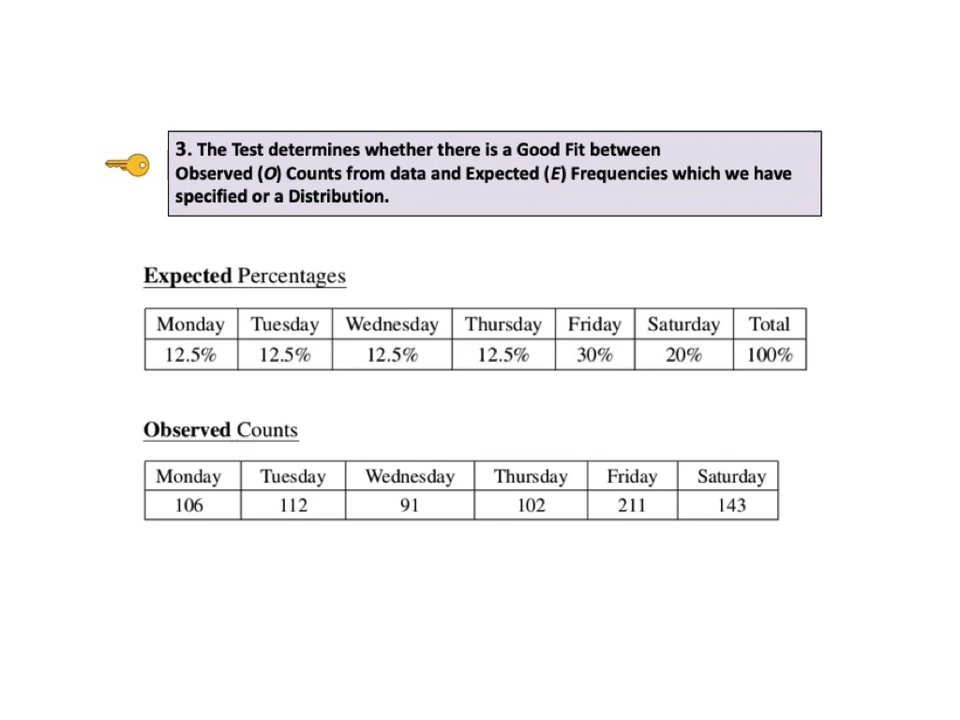 3. The Test determines whether there is a Good Fit between
Observed (O) Counts from data and Expected (E) Frequencies which we have
specified or a Distribution.
Expected Percentages
Monday Tuesday Wednesday Thursday Friday Saturday Total
12.5% 12.5% 12.5% 12.5% 30% 20% 100%
Observed Counts
Monday Tuesday Wednesday Thursday Friday Saturday
106 112 91 102 211 143